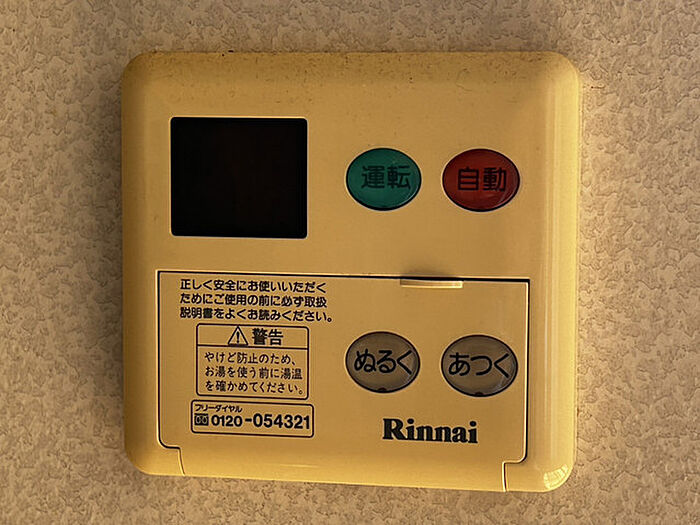 運転 自動
正しく安全にお使いいただく
ためにご使用の前に必ず取扱
説明書をよくお読みください。
警告
やけど防止のため、
お湯を使う前に湯温
を確かめてください。
ぬるく あつく
フリーダイヤル
0120-054321
Rinnai